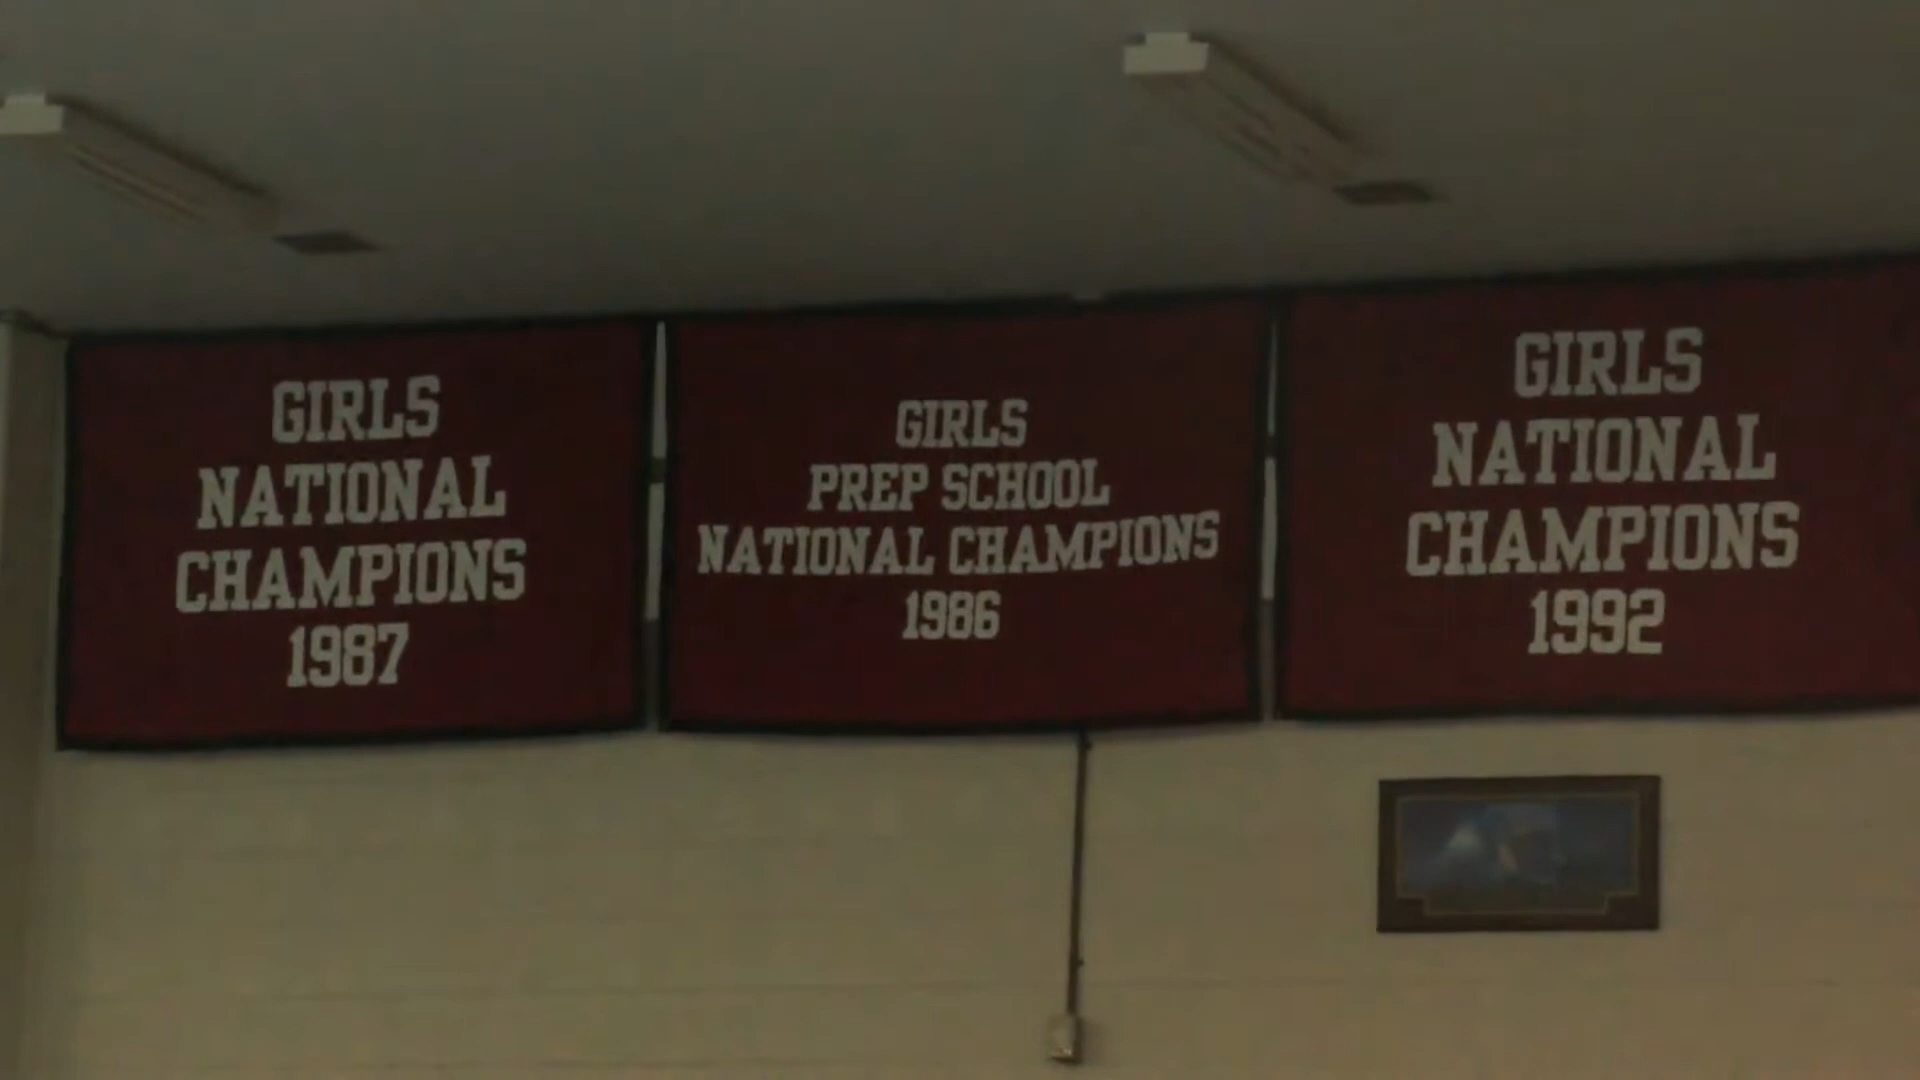 GIRLS
NATIONAL
CHAMPIONS
1987
GIRLS
PREP SCHOOL
NATIONAL CHAMPIONS
1986
GIRLS
NATIONAL
CHAMPIONS
1992